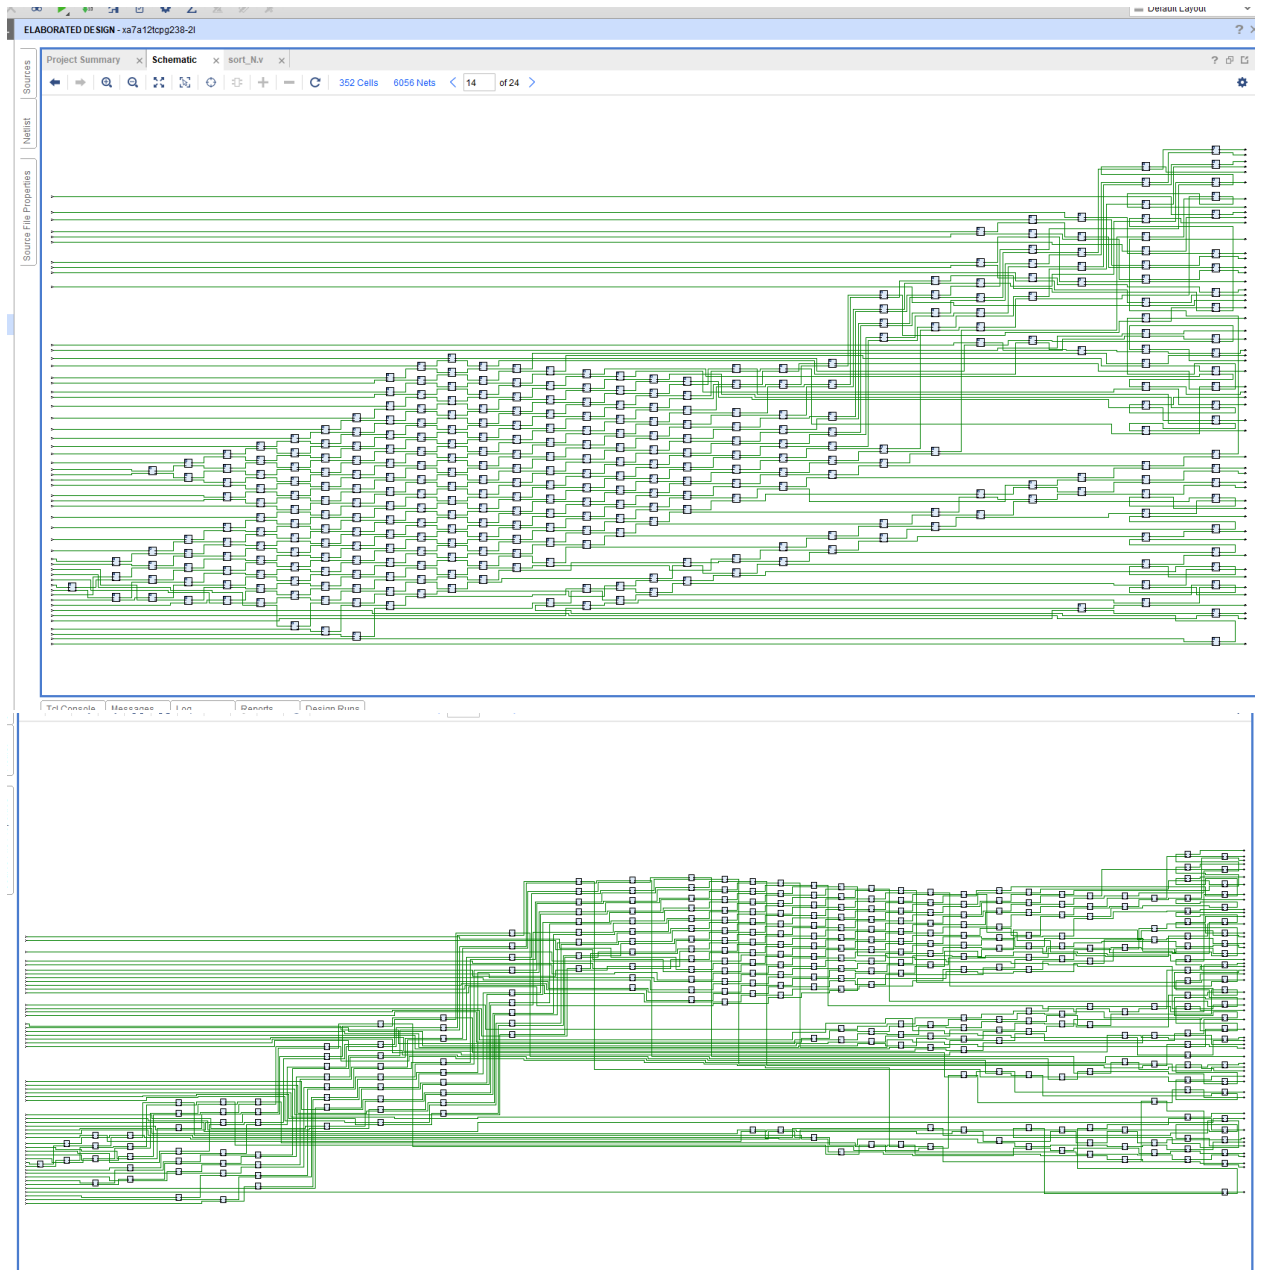 Default Layout
ELABORATED DESIGN - xa7a12tcpg238-2I
?
Project Summary × Schematic × sort_N.v ×
?
352 Cells 6056 Nets 14 of 24
Sources
Netlist
Source File Properties
Tcl Console Messages Log Reports Design Runs